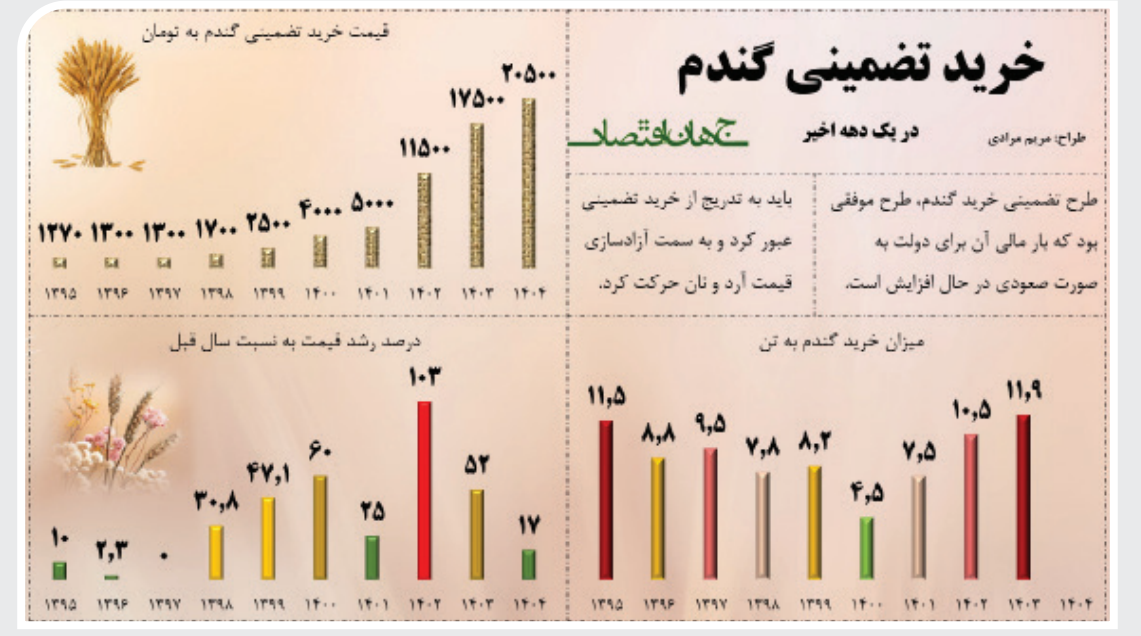 خرید تضمینی گندم
در یک دهه اخیر
طراح: مریم مرادی
جهان اقتصاد
طرح تضمینی خرید گندم، طرح موفقی
بود که بار مالی آن برای دولت به
صورت صعودی در حال افزایش است.
باید به تدریج از خرید تضمینی
عبور کرد و به سمت آزادسازی
قیمت آرد و نان حرکت کرد.
قیمت خرید تضمینی گندم به تومان
۱۲۷۰ ۱۳۰۰ ۱۳۰۰ ۱۷۰۰ ۲۵۰۰ ۴۰۰۰ ۵۰۰۰ ۱۱۵۰۰ ۱۷۵۰۰ ۲۰۵۰۰
۱۳۹۵ ۱۳۹۶ ۱۳۹۷ ۱۳۹۸ ۱۳۹۹ ۱۴۰۰ ۱۴۰۱ ۱۴۰۲ ۱۴۰۳ ۱۴۰۴
میزان خرید گندم به تن
۱۱,۵ ۸,۸ ۹,۵ ۷,۸ ۸,۲ ۴,۵ ۷,۵ ۱۰,۵ ۱۱,۹
۱۳۹۵ ۱۳۹۶ ۱۳۹۷ ۱۳۹۸ ۱۳۹۹ ۱۴۰۰ ۱۴۰۱ ۱۴۰۲ ۱۴۰۳ ۱۴۰۴
درصد رشد قیمت به نسبت سال قبل
۱۰ ۲,۳ ۰ ۳۰,۸ ۴۷,۱ ۶۰ ۲۵ ۱۰۳ ۵۲ ۱۷
۱۳۹۵ ۱۳۹۶ ۱۳۹۷ ۱۳۹۸ ۱۳۹۹ ۱۴۰۰ ۱۴۰۱ ۱۴۰۲ ۱۴۰۳ ۱۴۰۴